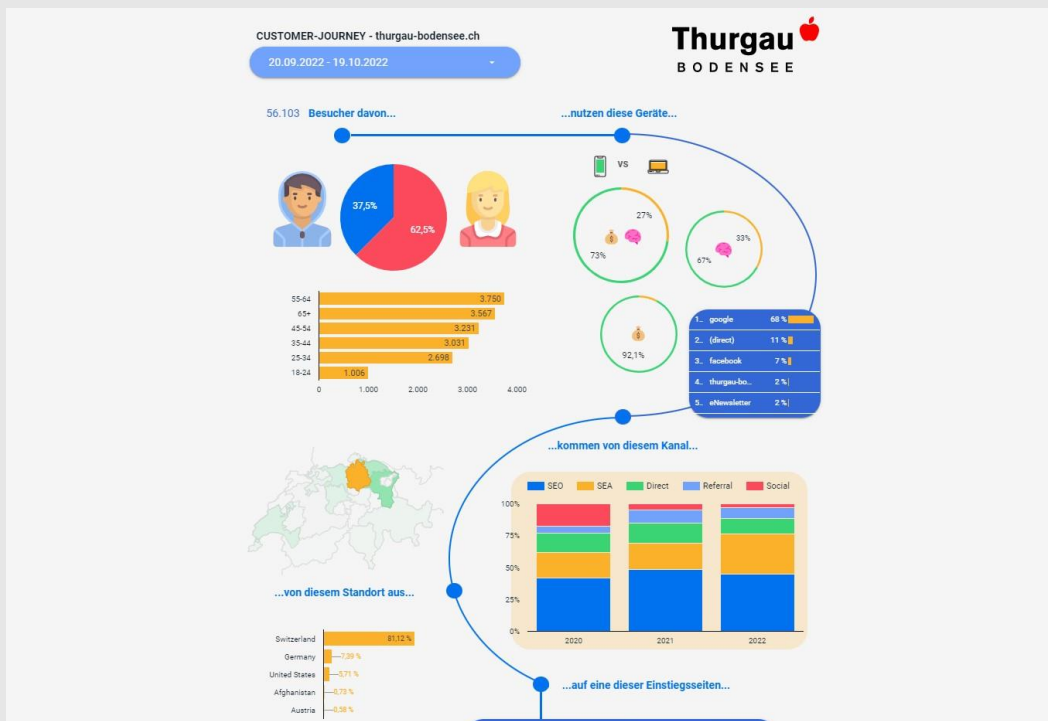 CUSTOMER-JOURNEY - thurgau-bodensee.ch
20.09.2022 - 19.10.2022
Thurgau
BODENSEE
56.103 Besucher davon...
...nutzen diese Geräte...
VS
37,5%
62,5%
27%
73%
33%
67%
92,1%
55-64 3.750
65+ 3.567
45-54 3.231
35-44 3.031
25-34 2.698
18-24 1.006
0 1.000 2.000 3.000 4.000
1.. google 68 %
2.. (direct) 11 %
3.. facebook 7 %
4.. thurgau-bo... 2 %
5.. eNewsletter 2 %
...kommen von diesem Kanal...
SEO SEA Direct Referral Social
100%
75%
50%
25%
0%
2020 2021 2022
...von diesem Standort aus...
Switzerland 81,12 %
Germany 7,39 %
United States 5,71 %
Afghanistan 0,73 %
Austria 0,58 %
...auf eine dieser Einstiegsseiten...